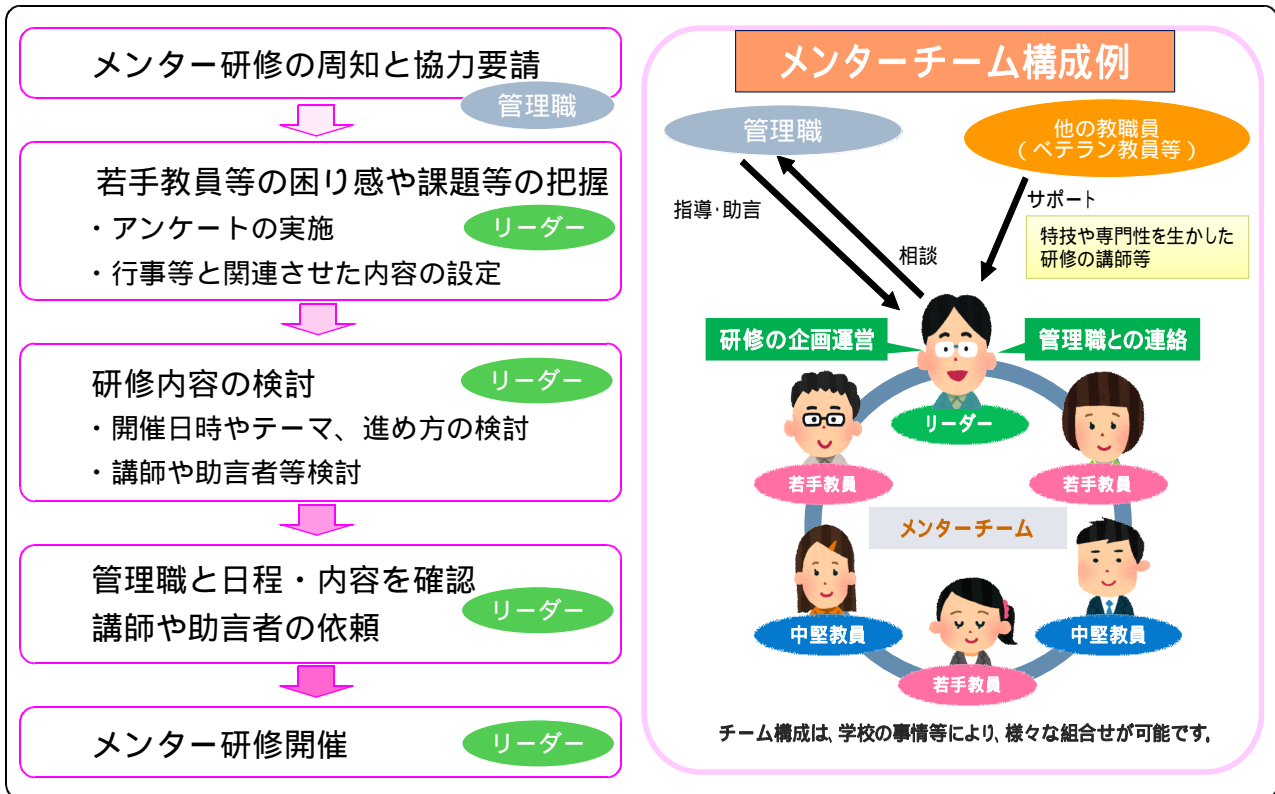 メンター研修の周知と協力要請
管理職
若手教員等の困り感や課題等の把握
・アンケートの実施
リーダー
・行事等と関連させた内容の設定
研修内容の検討
リーダー
・開催日時やテーマ、進め方の検討
・講師や助言者等検討
管理職と日程・内容を確認
リーダー
講師や助言者の依頼
メンター研修開催
リーダー
メンターチーム構成例
管理職
他の教職員
（ベテラン教員等）
指導・助言
相談
サポート
特技や専門性を生かした
研修の講師等
研修の企画運営
管理職との連絡
リーダー
若手教員
若手教員
メンターチーム
中堅教員
中堅教員
若手教員
チーム構成は、学校の事情等により、様々な組合せが可能です。